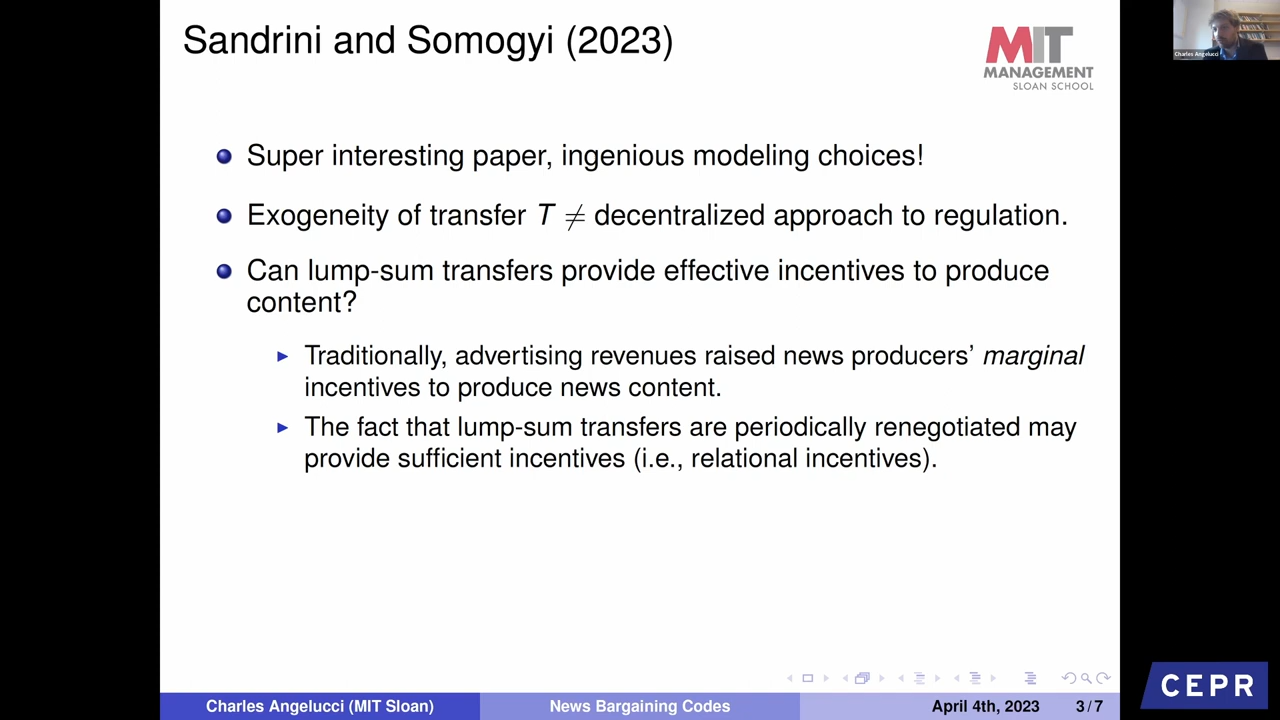 Sandrini and Somogyi (2023)
MIT
MANAGEMENT
SLOAN SCHOOL
Charles Angelucci
Super interesting paper, ingenious modeling choices!
Exogeneity of transfer T ≠ decentralized approach to regulation.
Can lump-sum transfers provide effective incentives to produce
content?
Traditionally, advertising revenues raised news producers' marginal
incentives to produce news content.
The fact that lump-sum transfers are periodically renegotiated may
provide sufficient incentives (i.e., relational incentives).
Charles Angelucci (MIT Sloan) News Bargaining Codes April 4th, 2023 3/7
CEPR